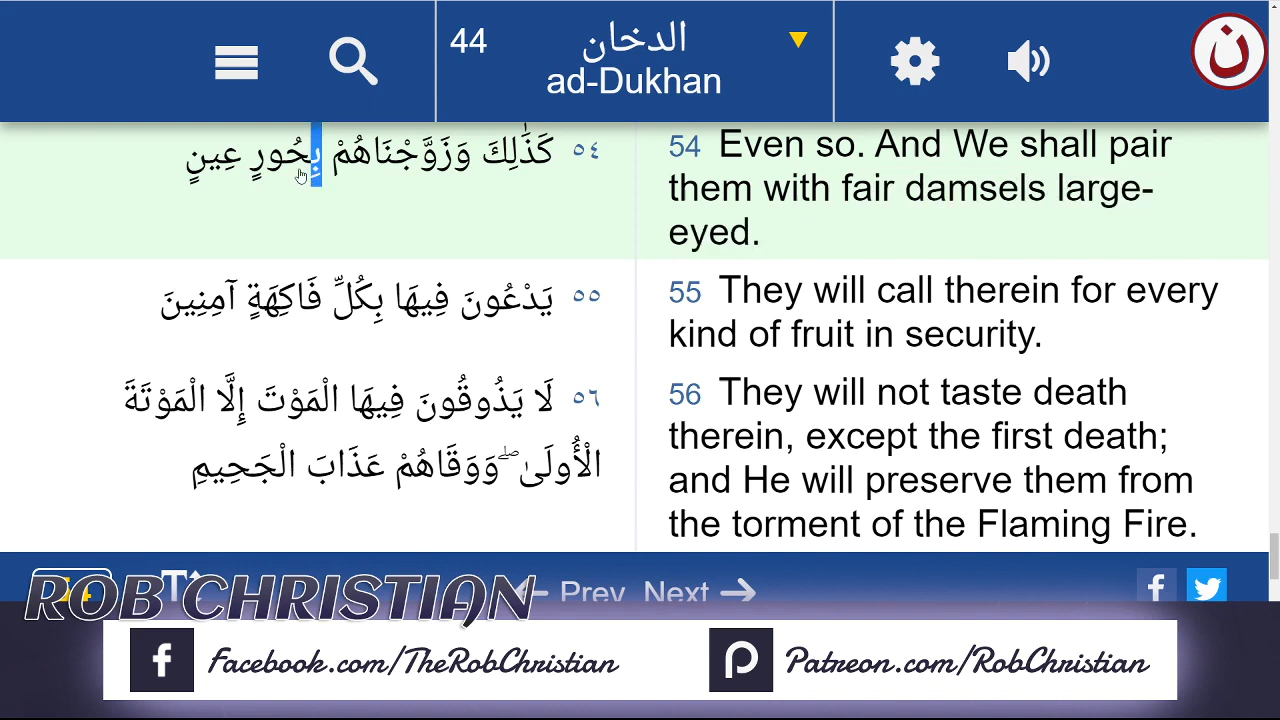 44
الدخان
ad-Dukhan
ن
٥٤ كَذَٰلِكَ وَزَوَّجْنَاهُمْ بِحُورٍ عِينٍ
54 Even so. And We shall pair
them with fair damsels large-
eyed.
٥٥ يَدْعُونَ فِيهَا بِكُلِّ فَاكِهَةٍ آمِنِينَ
55 They will call therein for every
kind of fruit in security.
٥٦ لَا يَذُوقُونَ فِيهَا الْمَوْتَ إِلَّا الْمَوْتَةَ
الْأُولَىٰ ۖ وَوَقَاهُمْ عَذَابَ الْجَحِيمِ
56 They will not taste death
therein, except the first death;
and He will preserve them from
the torment of the Flaming Fire.
T
Prev Next
ROB CHRISTIAN
Facebook.com/TheRobChristian
Patreon.com/RobChristian